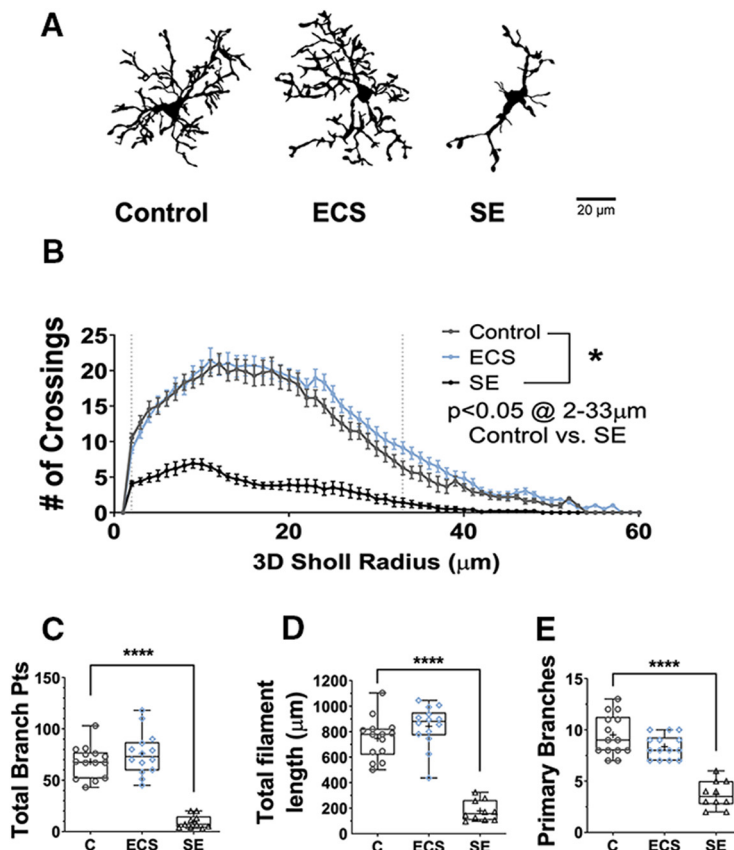 A
Control
ECS
SE
20 μm
B
# of Crossings
25
20
15
10
5
0
0
20
40
60
3D Sholl Radius (μm)
Control
ECS
SE
*
p<0.05 @ 2-33μm
Control vs. SE
C
Total Branch Pts
****
150
100
50
0
C
ECS
SE
D
Total filament
length (μm)
****
1200
1000
800
600
400
200
0
C
ECS
SE
E
Primary Branches
****
15
10
5
0
C
ECS
SE